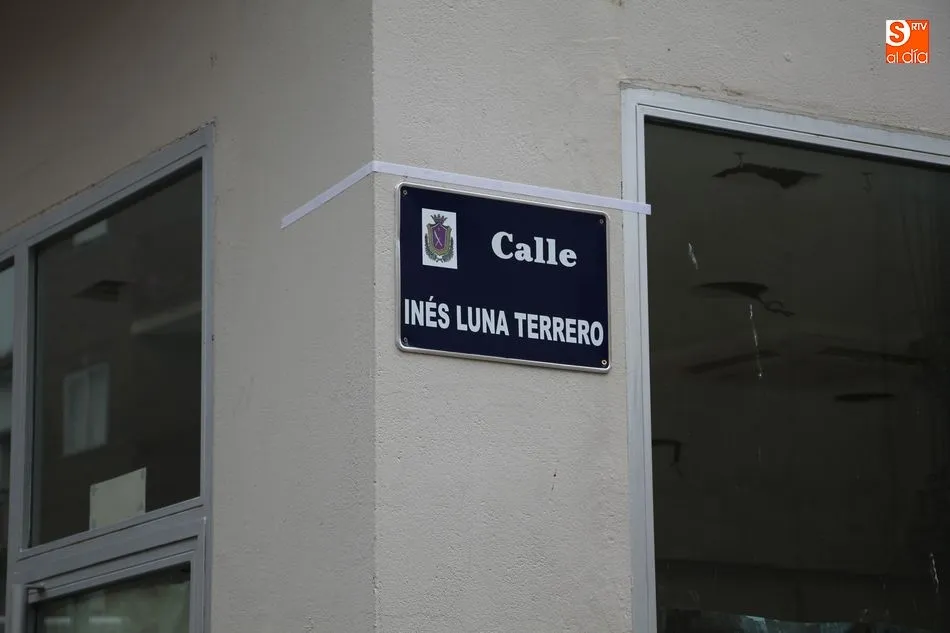 S RTV
al día
Calle
INÉS LUNA TERRERO